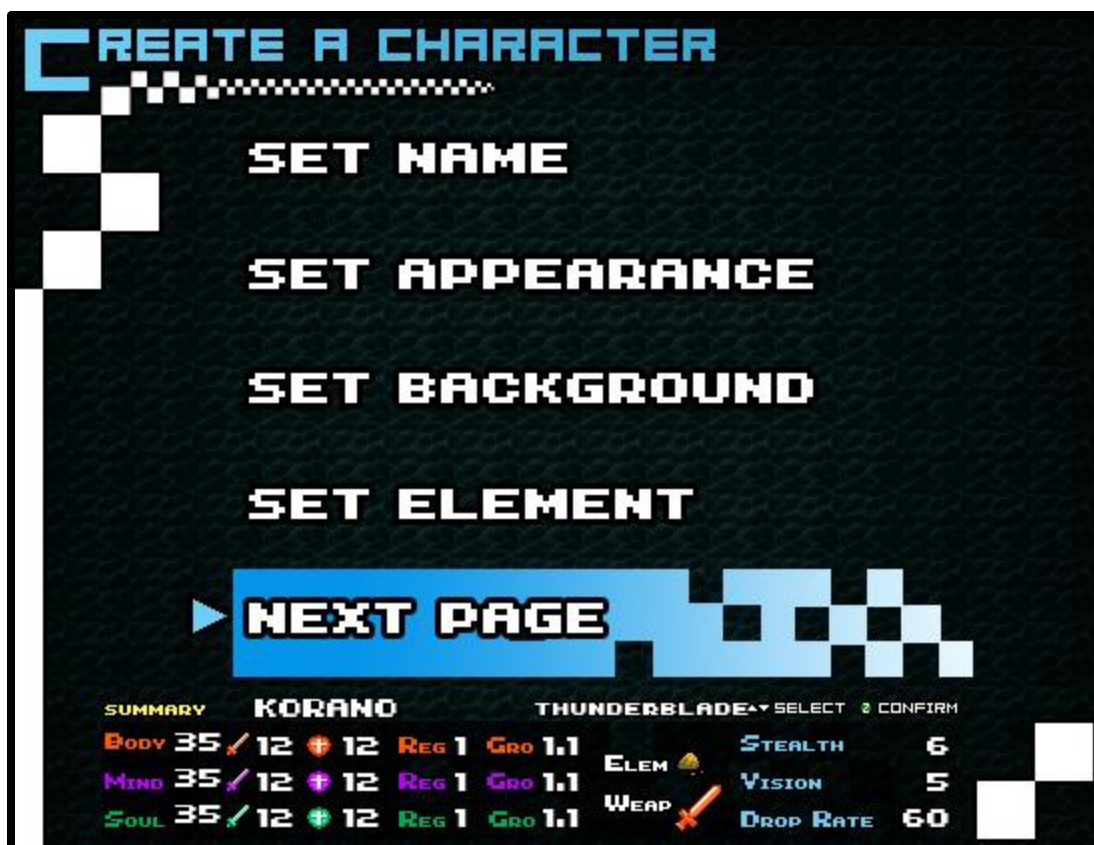 CREATE A CHARACTER
SET NAME
SET APPEARANCE
SET BACKGROUND
SET ELEMENT
NEXT PAGE
SUMMARY KORANO THUNDERBLADE SELECT Z CONFIRM
BODY 35 12 12 REG 1 GRO 1.1 ELEM STEALTH 6
MIND 35 12 12 REG 1 GRO 1.1 WEAP VISION 5
SOUL 35 12 12 REG 1 GRO 1.1 DROP RATE 60